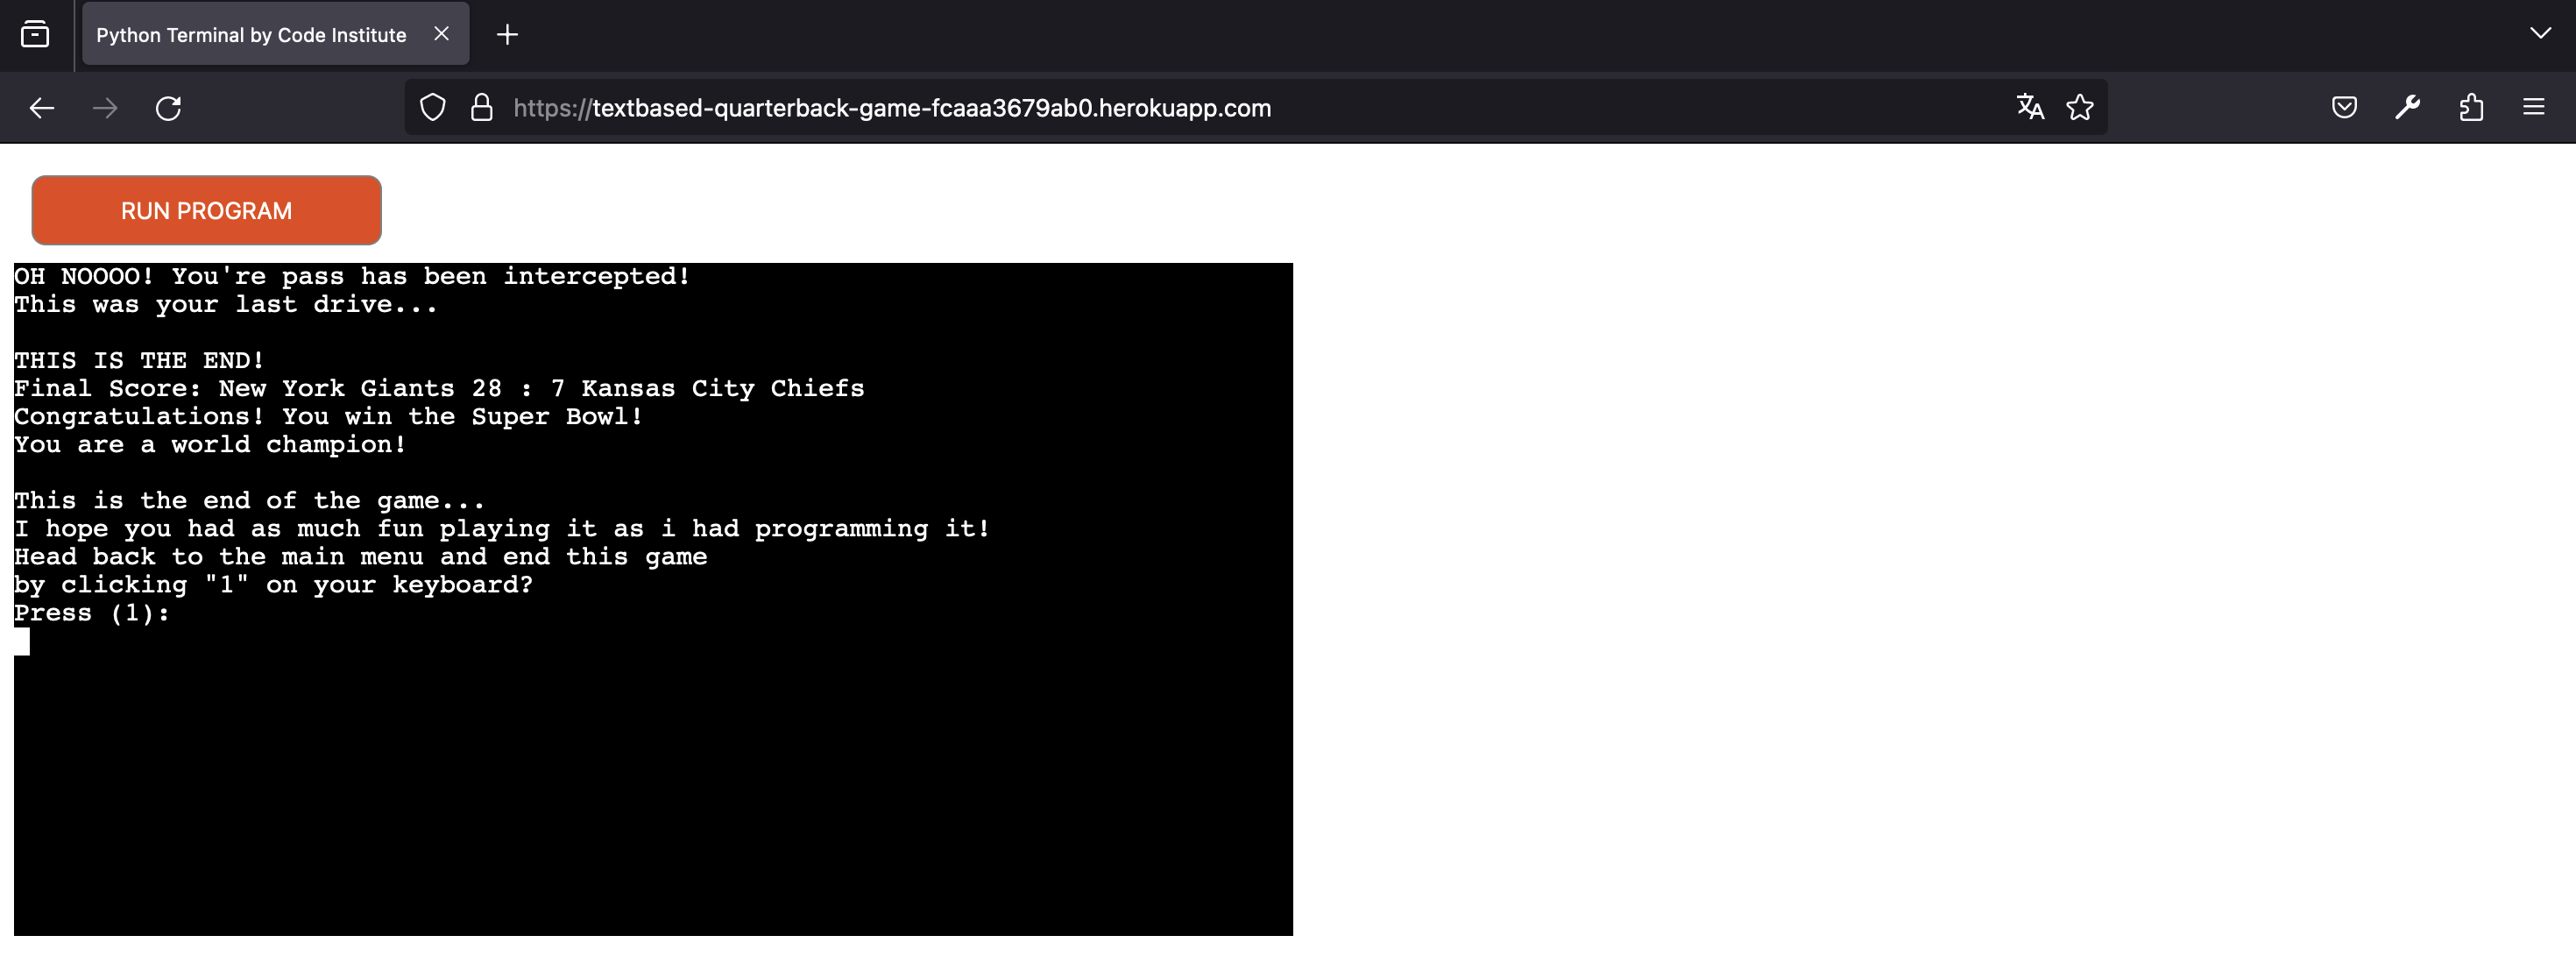 Python Terminal by Code Institute
https://textbased-quarterback-game-fcaaa3679ab0.herokuapp.com
RUN PROGRAM
OH NOOOO! You're pass has been intercepted!
This was your last drive...
THIS IS THE END!
Final Score: New York Giants 28 : 7 Kansas City Chiefs
Congratulations! You win the Super Bowl!
You are a world champion!
This is the end of the game...
I hope you had as much fun playing it as i had programming it!
Head back to the main menu and end this game
by clicking "1" on your keyboard?
Press (1):